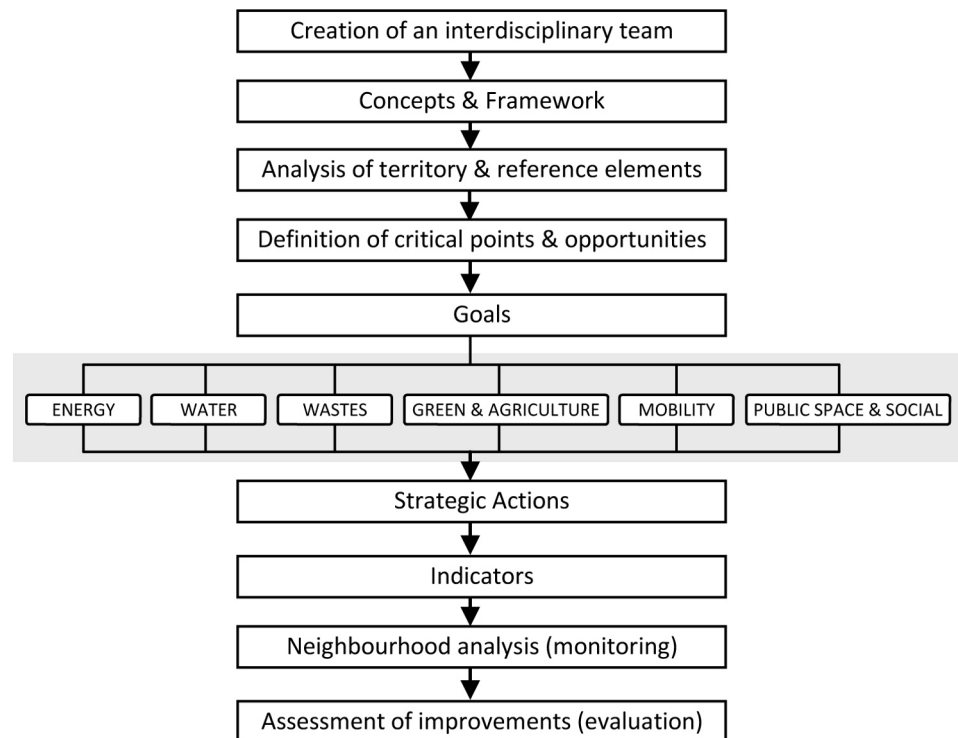 Creation of an interdisciplinary team
Concepts & Framework
Analysis of territory & reference elements
Definition of critical points & opportunities
Goals
ENERGY
WATER
WASTES
GREEN & AGRICULTURE
MOBILITY
PUBLIC SPACE & SOCIAL
Strategic Actions
Indicators
Neighbourhood analysis (monitoring)
Assessment of improvements (evaluation)